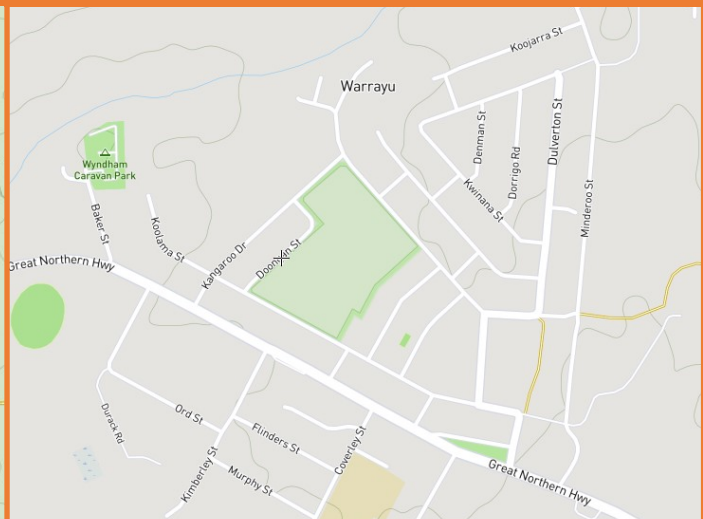 Koojarra St
Warrayu
Denman St
Dulverton St
Dorrigo Rd
Wyndham
Caravan Park
Kwinana St
Minderoo St
Baker St
Koolama St
Kangaroo Dr
Great Northern Hwy
Durack Rd
Ord St
Flinders St
Coverley St
Kimberley St
Murphy St
Great Northern Hwy